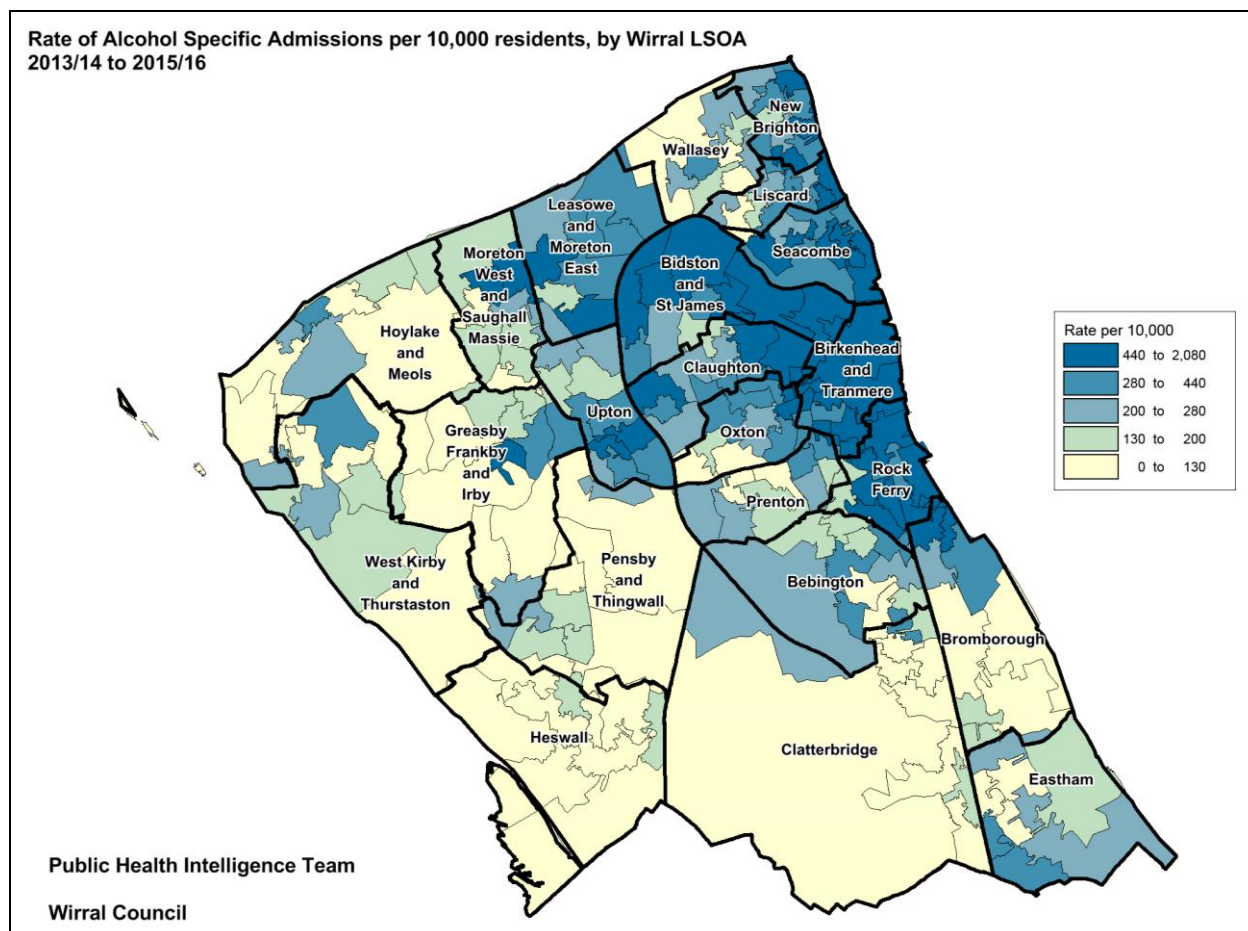 Rate of Alcohol Specific Admissions per 10,000 residents, by Wirral LSOA
2013/14 to 2015/16
New
Brighton
Wallasey
Liscard
Leasowe
and
Moreton
East
Seacombe
Moreton
West
and
Saughall
Massie
Bidston
and
St James
Hoylake
and
Meols
Birkenhead
and
Tranmere
Claughton
Rate per 10,000
440 to 2,080
280 to 440
200 to 280
130 to 200
0 to 130
Upton
Oxton
Greasby
Frankby
and
Irby
Rock
Ferry
Prenton
West Kirby
and
Thurstaston
Pensby
and
Thingwall
Bebington
Bromborough
Heswall
Clatterbridge
Eastham
Public Health Intelligence Team
Wirral Council